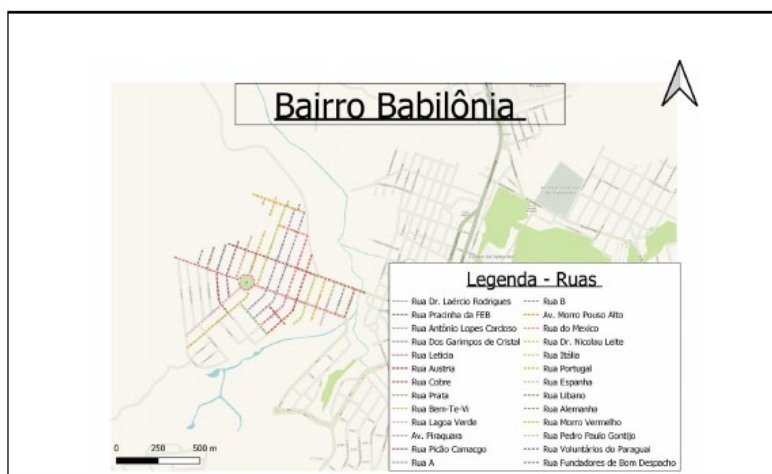 Bairro Babilônia
Legenda - Ruas
Rua Dr. Laércio Rodrigues
Rua Pracinha da FEB
Rua Antônio Lopes Cardoso
Rua Dos Garimpos de Cristal
Rua Letícia
Rua Austria
Rua Cobre
Rua Prata
Rua Bem-Te-Vi
Rua Lagoa Verde
Av. Piraquara
Rua Picão Camacgo
Rua A
Rua B
Av. Morro Pouso Alto
Rua do Mexico
Rua Dr. Nicolau Leite
Rua Itália
Rua Portugal
Rua Espanha
Rua Líbano
Rua Alemanha
Rua Morro Vermelho
Rua Pedro Paulo Gontijo
Rua Voluntários do Paraguai
Rua Fundadores de Bom Despacho
0 250 500 m